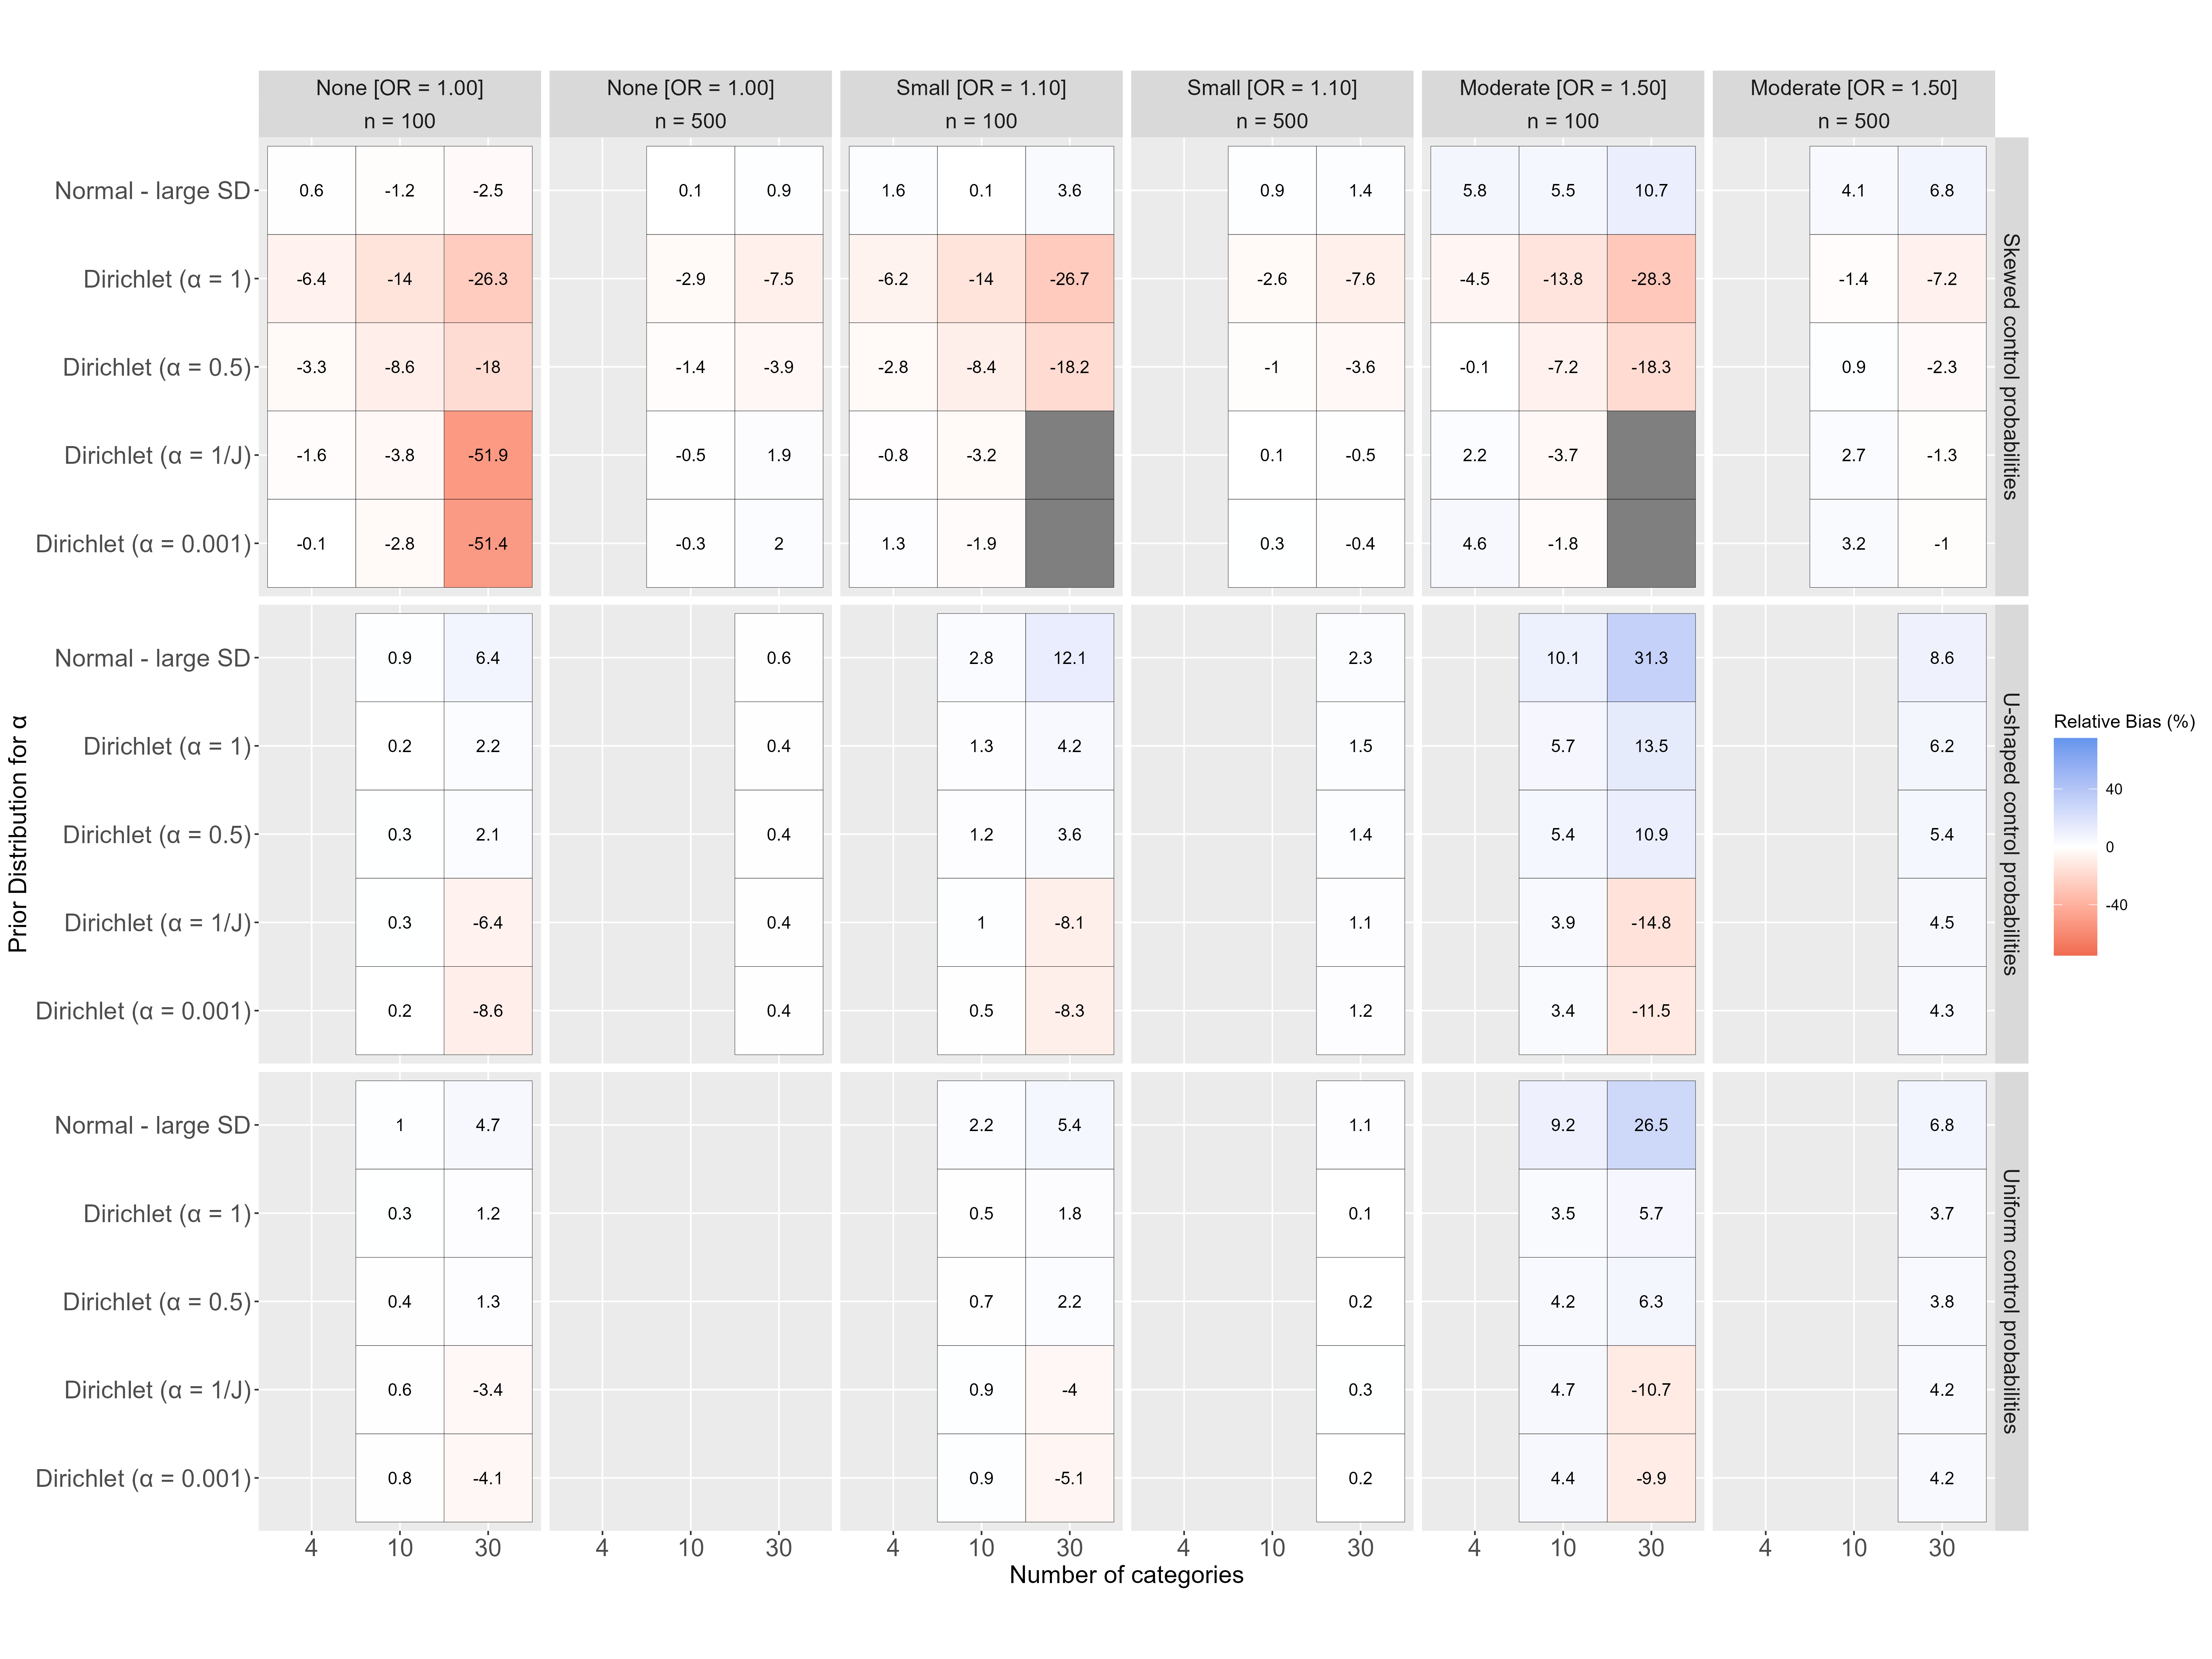 None [OR = 1.00] None [OR = 1.00] Small [OR = 1.10] Small [OR = 1.10] Moderate [OR = 1.50] Moderate [OR = 1.50]
n = 100 n = 500 n = 100 n = 500 n = 100 n = 500
Normal - large SD 0.6 -1.2 -2.5 0.1 0.9 1.6 0.1 3.6 0.9 1.4 5.8 5.5 10.7 4.1 6.8
Dirichlet (α = 1) -6.4 -14 -26.3 -2.9 -7.5 -6.2 -14 -26.7 -2.6 -7.6 -4.5 -13.8 -28.3 -1.4 -7.2
Dirichlet (α = 0.5) -3.3 -8.6 -18 -1.4 -3.9 -2.8 -8.4 -18.2 -1 -3.6 -0.1 -7.2 -18.3 0.9 -2.3
Dirichlet (α = 1/J) -1.6 -3.8 -51.9 -0.5 1.9 -0.8 -3.2 0.1 -0.5 2.2 -3.7 2.7 -1.3
Dirichlet (α = 0.001) -0.1 -2.8 -51.4 -0.3 2 1.3 -1.9 0.3 -0.4 4.6 -1.8 3.2 -1
Skewed control probabilities
Normal - large SD 0.9 6.4 0.6 2.8 12.1 2.3 10.1 31.3 8.6
Dirichlet (α = 1) 0.2 2.2 0.4 1.3 4.2 1.5 5.7 13.5 6.2
Dirichlet (α = 0.5) 0.3 2.1 0.4 1.2 3.6 1.4 5.4 10.9 5.4
Dirichlet (α = 1/J) 0.3 -6.4 0.4 1 -8.1 1.1 3.9 -14.8 4.5
Dirichlet (α = 0.001) 0.2 -8.6 0.4 0.5 -8.3 1.2 3.4 -11.5 4.3
U-shaped control probabilities
Normal - large SD 1 4.7 2.2 5.4 1.1 9.2 26.5 6.8
Dirichlet (α = 1) 0.3 1.2 0.5 1.8 0.1 3.5 5.7 3.7
Dirichlet (α = 0.5) 0.4 1.3 0.7 2.2 0.2 4.2 6.3 3.8
Dirichlet (α = 1/J) 0.6 -3.4 0.9 -4 0.3 4.7 -10.7 4.2
Dirichlet (α = 0.001) 0.8 -4.1 0.9 -5.1 0.2 4.4 -9.9 4.2
Uniform control probabilities
4 10 30 4 10 30 4 10 30 4 10 30 4 10 30 4 10 30
Number of categories
Prior Distribution for α
Relative Bias (%)
40
0
-40